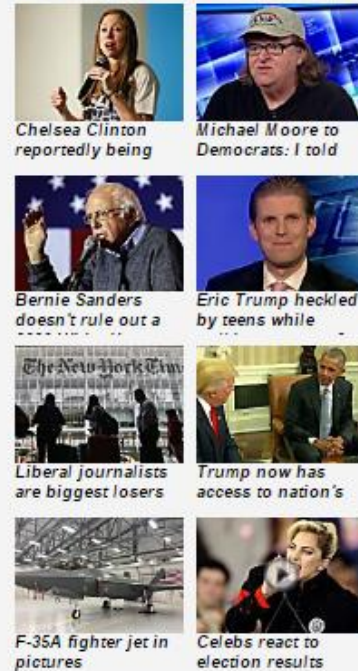 Chelsea Clinton
reportedly being
Michael Moore to
Democrats: I told
Bernie Sanders
doesn't rule out a
Eric Trump heckled
by teens while
The New York Tim
Liberal journalists
are biggest losers
Trump now has
access to nation's
F-35A fighter jet in
pictures
Celebs react to
election results